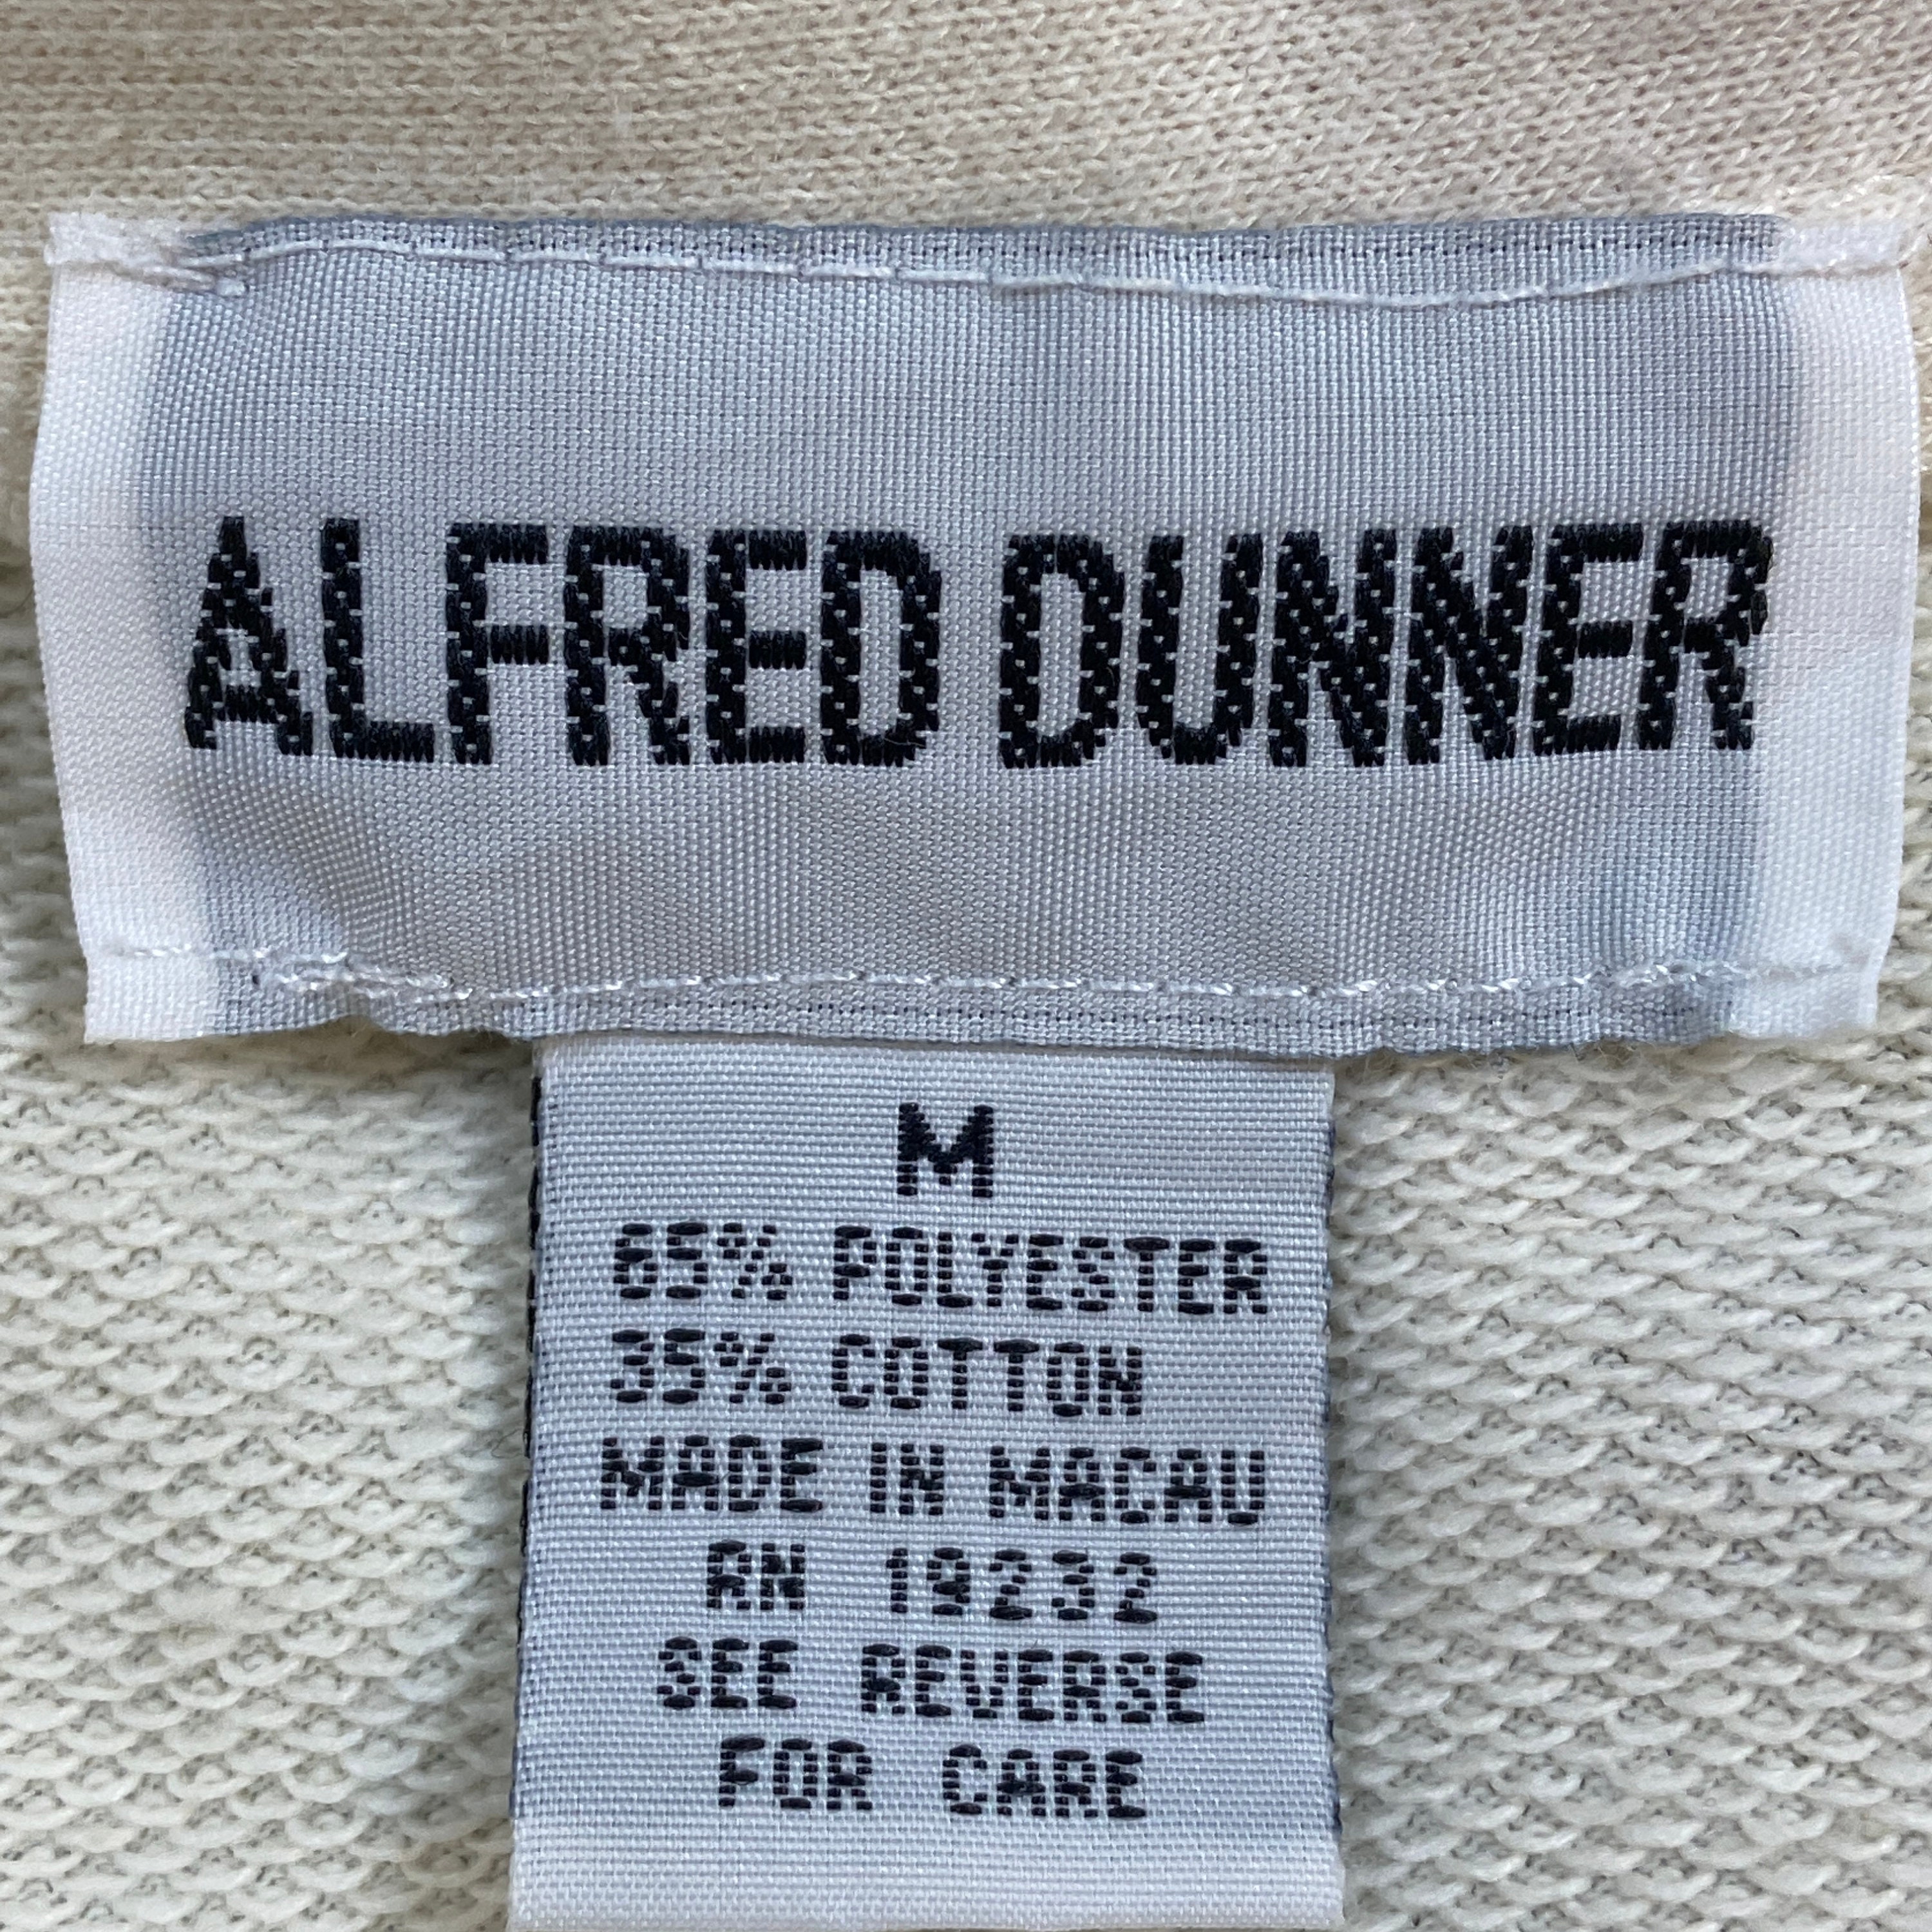 ALFRED DUNNER
M
65% POLYESTER
35% COTTON
MADE IN MACAU
RN 19232
SEE REVERSE
FOR CARE